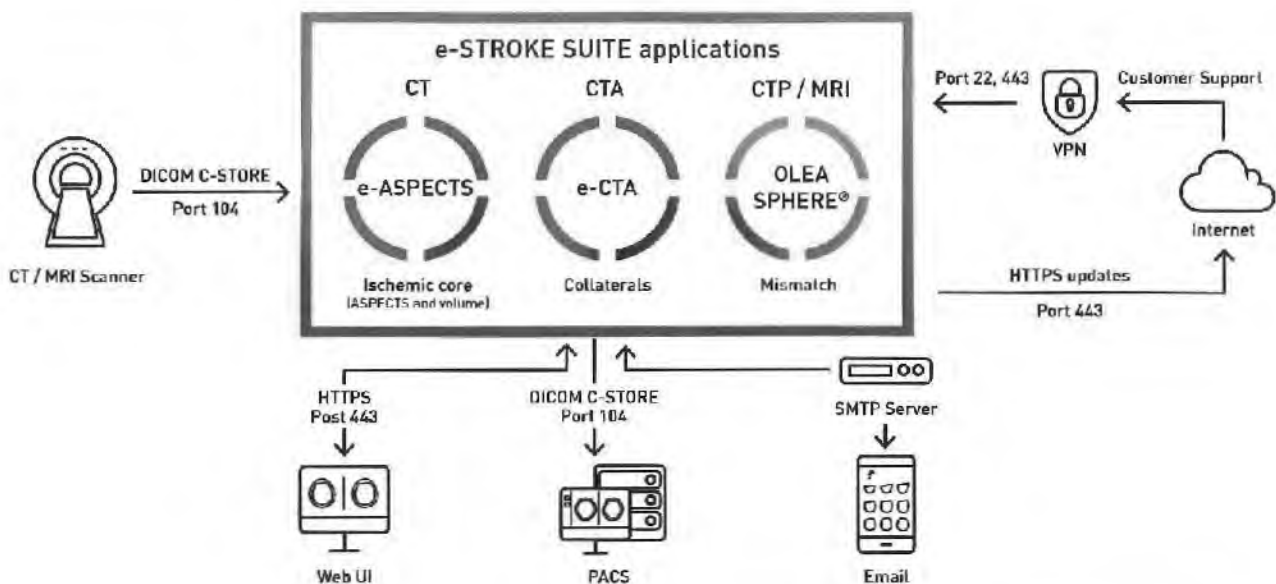 e-STROKE SUITE applications
CT
CTA
CTP / MRI
e-ASPECTS
e-CTA
OLEA
SPHERE®
Ischemic core
(ASPECTS and volume)
Collaterals
Mismatch
DICOM C-STORE
Port 104
CT / MRI Scanner
Port 22, 443
VPN
Customer Support
Internet
HTTPS updates
Port 443
HTTPS
Post 443
Web UI
DICOM C-STORE
Port 104
PACS
SMTP Server
Email